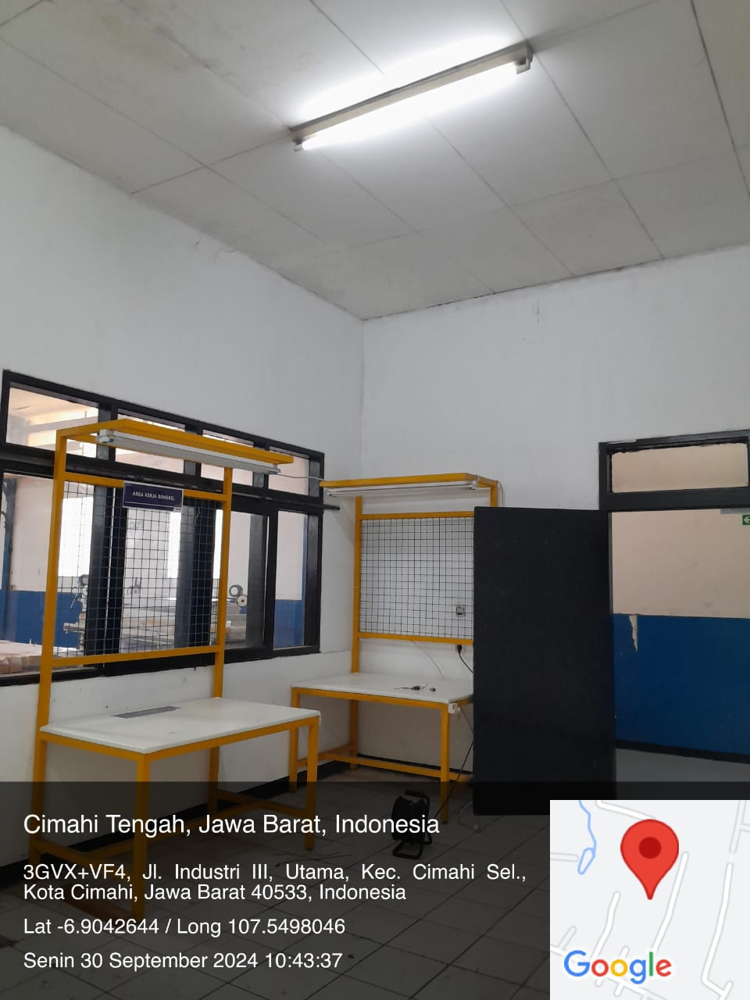 AREA KERJA BENGKEL
Cimahi Tengah, Jawa Barat, Indonesia
3GVX+VF4, Jl. Industri III, Utama, Kec. Cimahi Sel.,
Kota Cimahi, Jawa Barat 40533, Indonesia
Lat -6.9042644 / Long 107.5498046
Senin 30 September 2024 10:43:37
Google